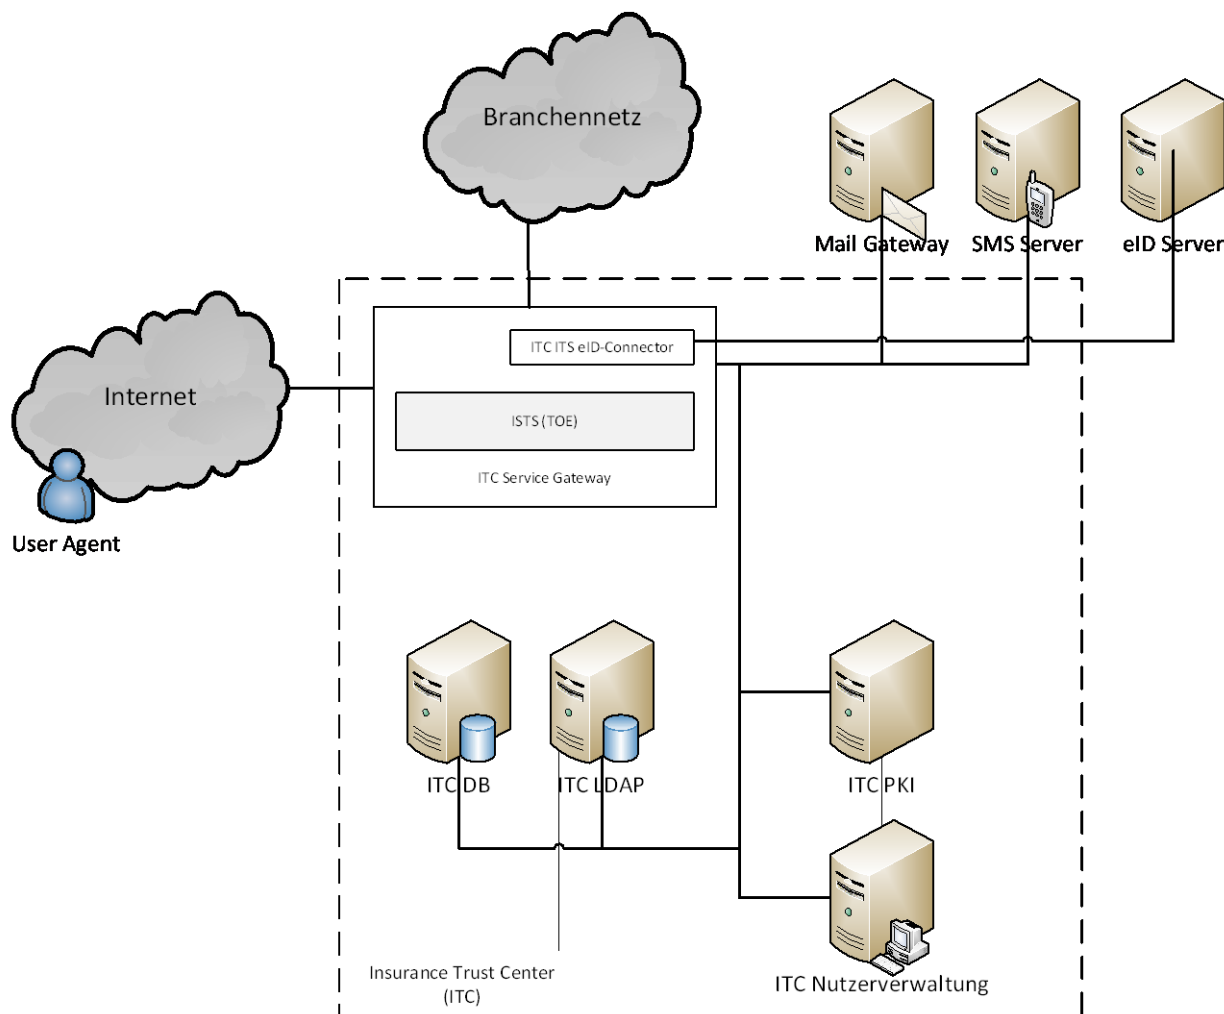 Branchennetz
Mail Gateway
SMS Server
eID Server
ITC ITS eID-Connector
Internet
ISTS (TOE)
ITC Service Gateway
User Agent
ITC DB
ITC LDAP
ITC PKI
Insurance Trust Center
(ITC)
ITC Nutzerverwaltung